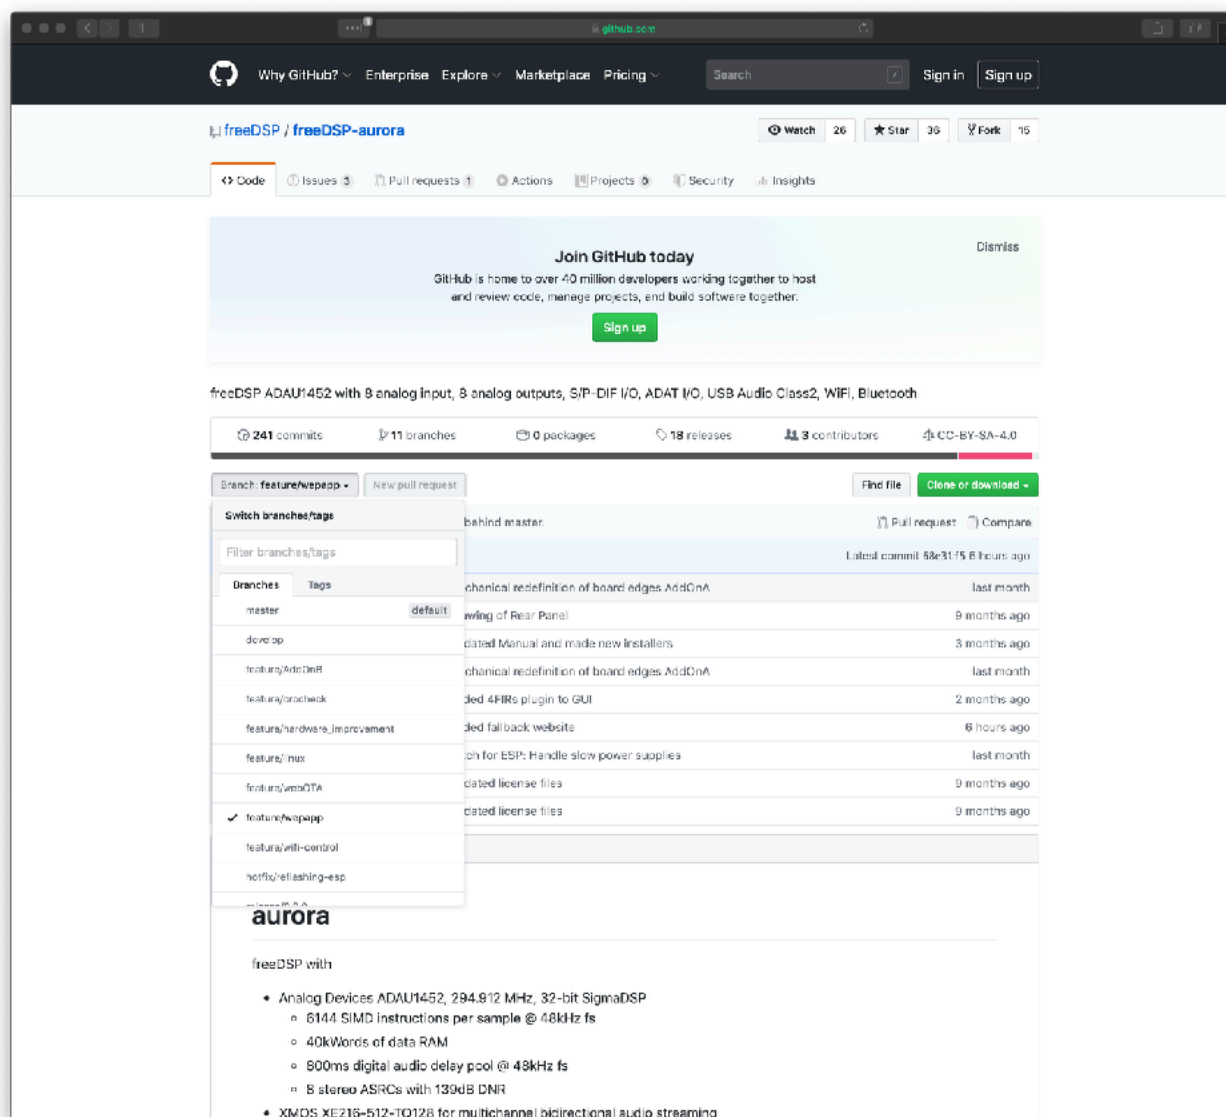 github.com
Why GitHub? Enterprise Explore Marketplace Pricing Search / Sign in Sign up
freeDSP / freeDSP-aurora Watch 26 Star 36 Fork 15
Code Issues 3 Pull requests 1 Actions Projects 0 Security Insights
Dismiss
Join GitHub today
GitHub is home to over 40 million developers working together to host
and review code, manage projects, and build software together.
Sign up
freeDSP ADAU1452 with 8 analog input, 8 analog outputs, S/P-DIF I/O, ADAT I/O, USB Audio Class2, WiFi, Bluetooth
241 commits 11 branches 0 packages 18 releases 3 contributors CC-BY-SA-4.0
Branch: feature/wepapp New pull request Find file Clone or download
Switch branches/tags
behind master. Pull request Compare
Filter branches/tags
Latest commit 6 hours ago
Branches Tags
chanical redefinition of board edges AddOnA last month
master default
awing of Rear Panel 9 months ago
develop
dated Manual and made new installers 3 months ago
feature/AddOnB
chanical redefinition of board edges AddOnA last month
feature/crccheck
ded 4FIRs plugin to GUI 2 months ago
feature/hardware_improvement
ded fallback website 6 hours ago
feature/linux
ch for ESP: Handle slow power supplies last month
feature/webOTA
dated license files 9 months ago
feature/wepapp
dated license files 9 months ago
feature/wifi-control
hotfix/reflashing-esp
aurora
freeDSP with
Analog Devices ADAU1452, 294.912 MHz, 32-bit SigmaDSP
6144 SIMD instructions per sample @ 48kHz fs
40kWords of data RAM
800ms digital audio delay pool @ 48kHz fs
8 stereo ASRCs with 139dB DNR
XMOS XE216-512-TQ128 for multichannel bidirectional audio streaming